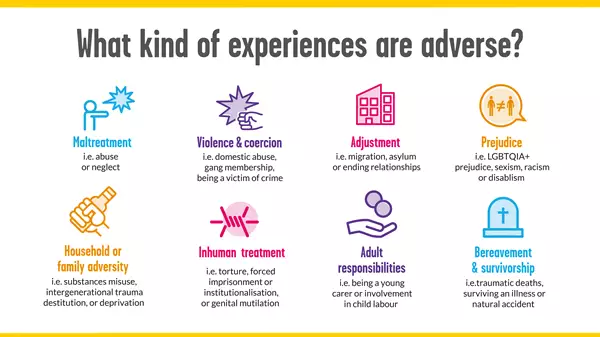 What kind of experiences are adverse?
Maltreatment
i.e. abuse
or neglect
Violence & coercion
i.e. domestic abuse,
gang membership,
being a victim of crime
Adjustment
i.e. migration, asylum
or ending relationships
Prejudice
i.e. LGBTQIA+
prejudice, sexism, racism
or disablism
Household or
family adversity
i.e. substances misuse,
intergenerational trauma
destitution, or deprivation
Inhuman treatment
i.e. torture, forced
imprisonment or
institutionalisation,
or genital mutilation
Adult
responsibilities
i.e. being a young
carer or involvement
in child labour
Bereavement
& survivorship
i.e.traumatic deaths,
surviving an illness or
natural accident